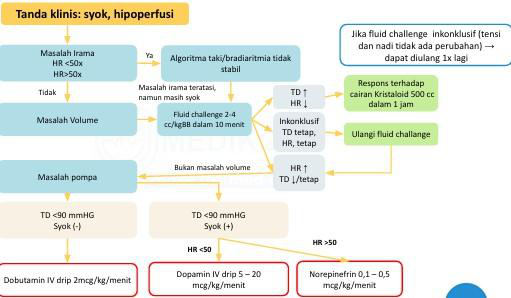 Tanda klinis: syok, hipoperfusi
Jika fluid challenge inkonklusif (tensi
dan nadi tidak ada perubahan) →
dapat diulang 1x lagi
Masalah Irama
HR <50x
HR>50x
Ya
Algoritma taki/bradiaritmia tidak
stabil
Tidak
Masalah irama teratasi,
namun masih syok
Masalah Volume
Fluid challenge 2-4
cc/kgBB dalam 10 menit
TD ↑
HR ↓
Respons terhadap
cairan Kristaloid 500 cc
dalam 1 jam
Inkonklusif
TD tetap,
HR, tetap
Ulangi fluid challange
HR ↑
TD ↓/tetap
Bukan masalah volume
Masalah pompa
TD <90 mmHG
Syok (-)
TD <90 mmHG
Syok (+)
HR <50
HR >50
Dobutamin IV drip 2mcg/kg/menit
Dopamin IV drip 5 – 20
mcg/kg/menit
Norepinefrin 0,1 – 0,5
mcg/kg/menit